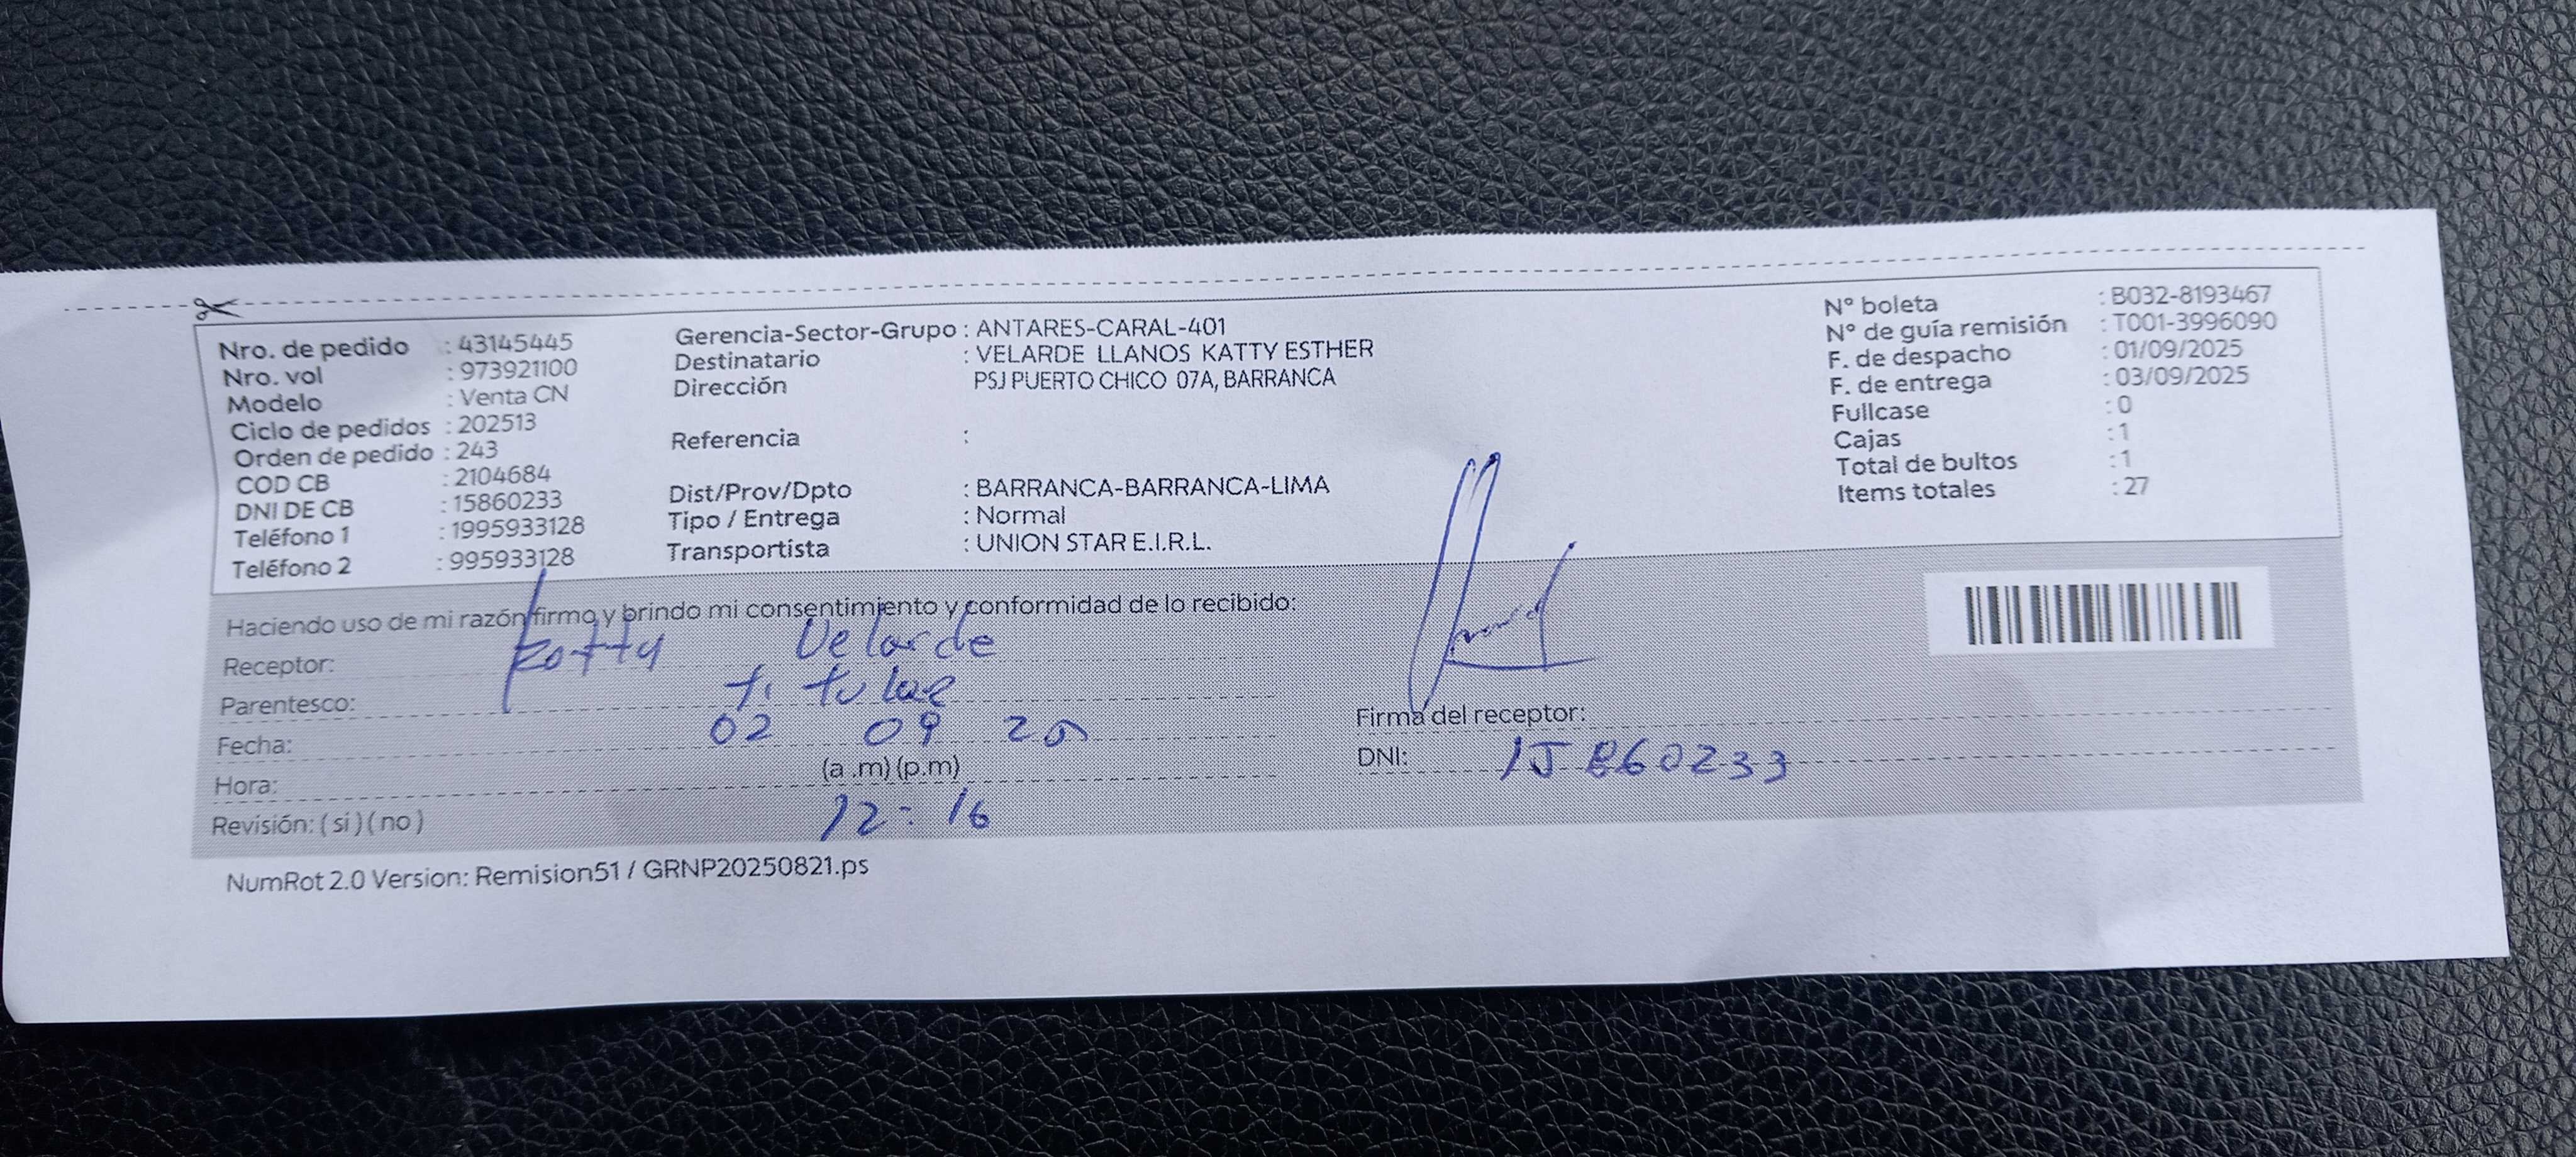 Nro. de pedido : 43145445
Nro. vol : 973921100
Modelo : Venta CN
Ciclo de pedidos : 202513
Orden de pedido : 243
COD CB : 2104684
DNI DE CB : 15860233
Teléfono 1 : 1995933128
Teléfono 2 : 995933128
Gerencia-Sector-Grupo : ANTARES-CARAL-401
Destinatario : VELARDE LLANOS KATTY ESTHER
Dirección PSJ PUERTO CHICO 07A, BARRANCA
Referencia :
Dist/Prov/Dpto : BARRANCA-BARRANCA-LIMA
Tipo / Entrega : Normal
Transportista : UNION STAR E.I.R.L.
N° boleta : B032-8193467
N° de guía remisión : T001-3996090
F. de despacho : 01/09/2025
F. de entrega : 03/09/2025
Fullcase : 0
Cajas : 1
Total de bultos : 1
Items totales : 27
Haciendo uso de mi razón firmo y brindo mi consentimiento y conformidad de lo recibido:
Receptor: Katty Velarde
Parentesco: titular
Fecha: 02 09 25
Hora: (a .m) (p.m)
Revisión: ( si ) ( no ) 12:16
Firma del receptor:
DNI: 15860233
NumRot 2.0 Version: Remision51 / GRNP20250821.ps